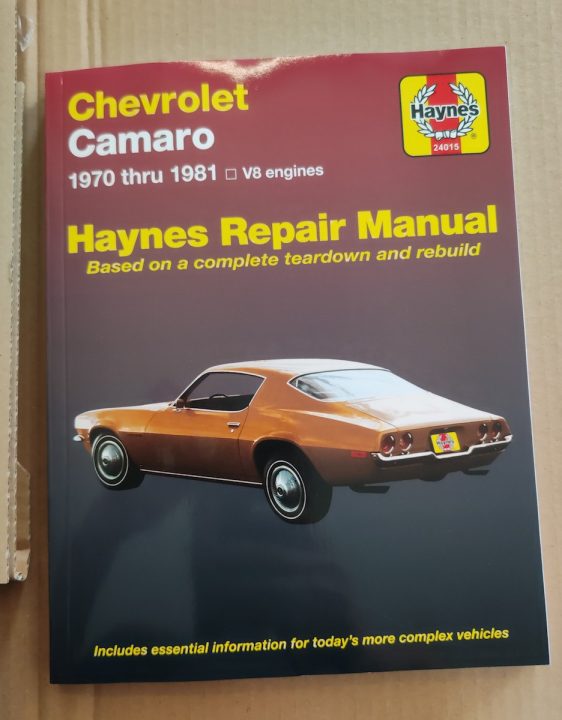 Chevrolet
Camaro
1970 thru 1981 □ V8 engines
Haynes
®
24015
Haynes Repair Manual
Based on a complete teardown and rebuild
Includes essential information for today's more complex vehicles